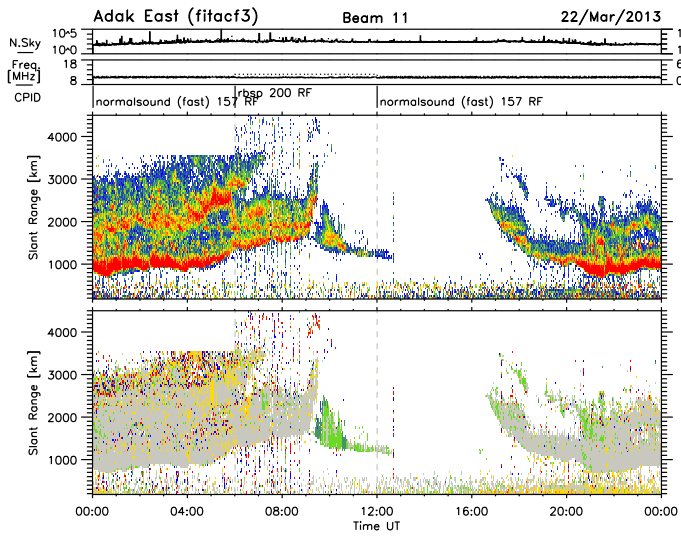 Adak East (fitacf3) Beam 11 22/Mar/2013
N.Sky 10^5 10^0
Freq. [MHz] 18 8
CPID normalsound (fast) 157 RF rbsp 200 RF normalsound (fast) 157 RF
Slant Range [km]
4000
3000
2000
1000
Slant Range [km]
4000
3000
2000
1000
00:00 04:00 08:00 12:00 16:00 20:00 00:00
Time UT